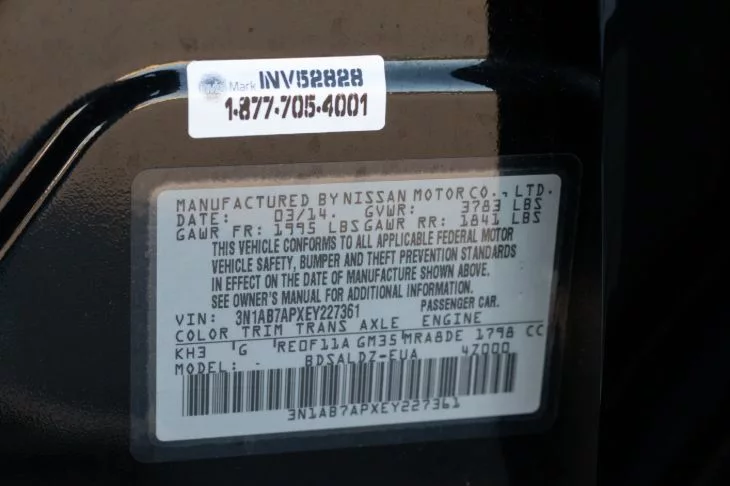 Mark INV52828
1-877-705-4001
MANUFACTURED BY NISSAN MOTOR CO., LTD.
DATE: 03/14. GVWR: 3783 LBS
GAWR FR: 1995 LBS GAWR RR: 1841 LBS
THIS VEHICLE CONFORMS TO ALL APPLICABLE FEDERAL MOTOR
VEHICLE SAFETY, BUMPER AND THEFT PREVENTION STANDARDS
IN EFFECT ON THE DATE OF MANUFACTURE SHOWN ABOVE.
SEE OWNER'S MANUAL FOR ADDITIONAL INFORMATION.
VIN: 3N1AB7APXEY227361 PASSENGER CAR.
COLOR TRIM TRANS AXLE ENGINE
KH3 'G 'RE0F11A GM35'MRA8DE 1798 CC
MODEL: BDSALDZ-EUA 4Z000
3N1AB7APXEY227361